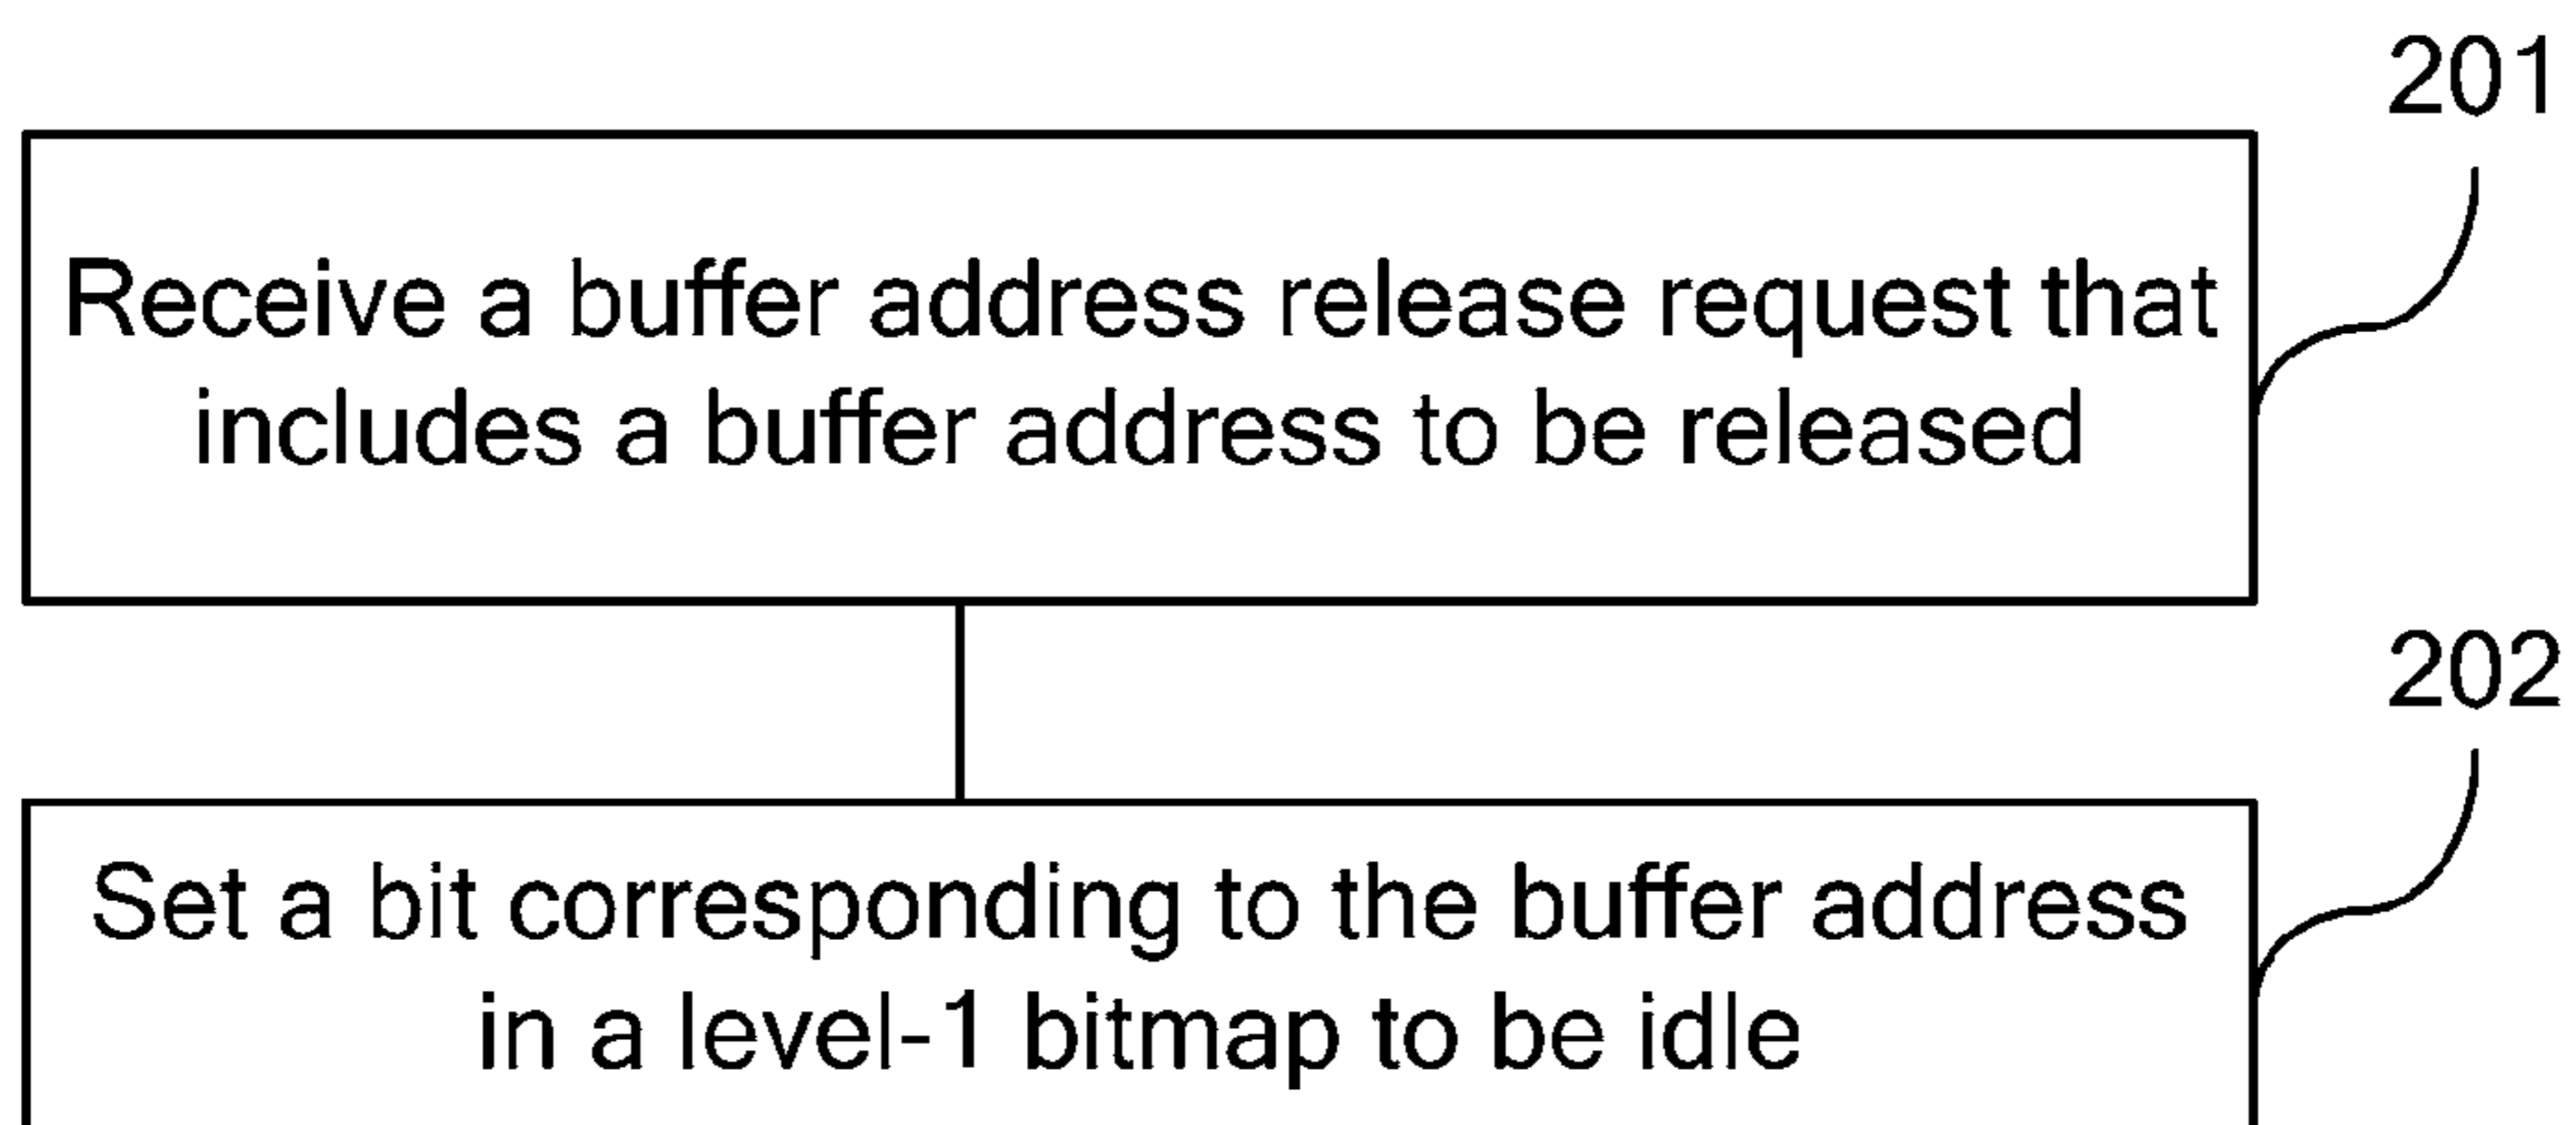 201
Receive a buffer address release request that
includes a buffer address to be released
202
Set a bit corresponding to the buffer address
in a level-1 bitmap to be idle